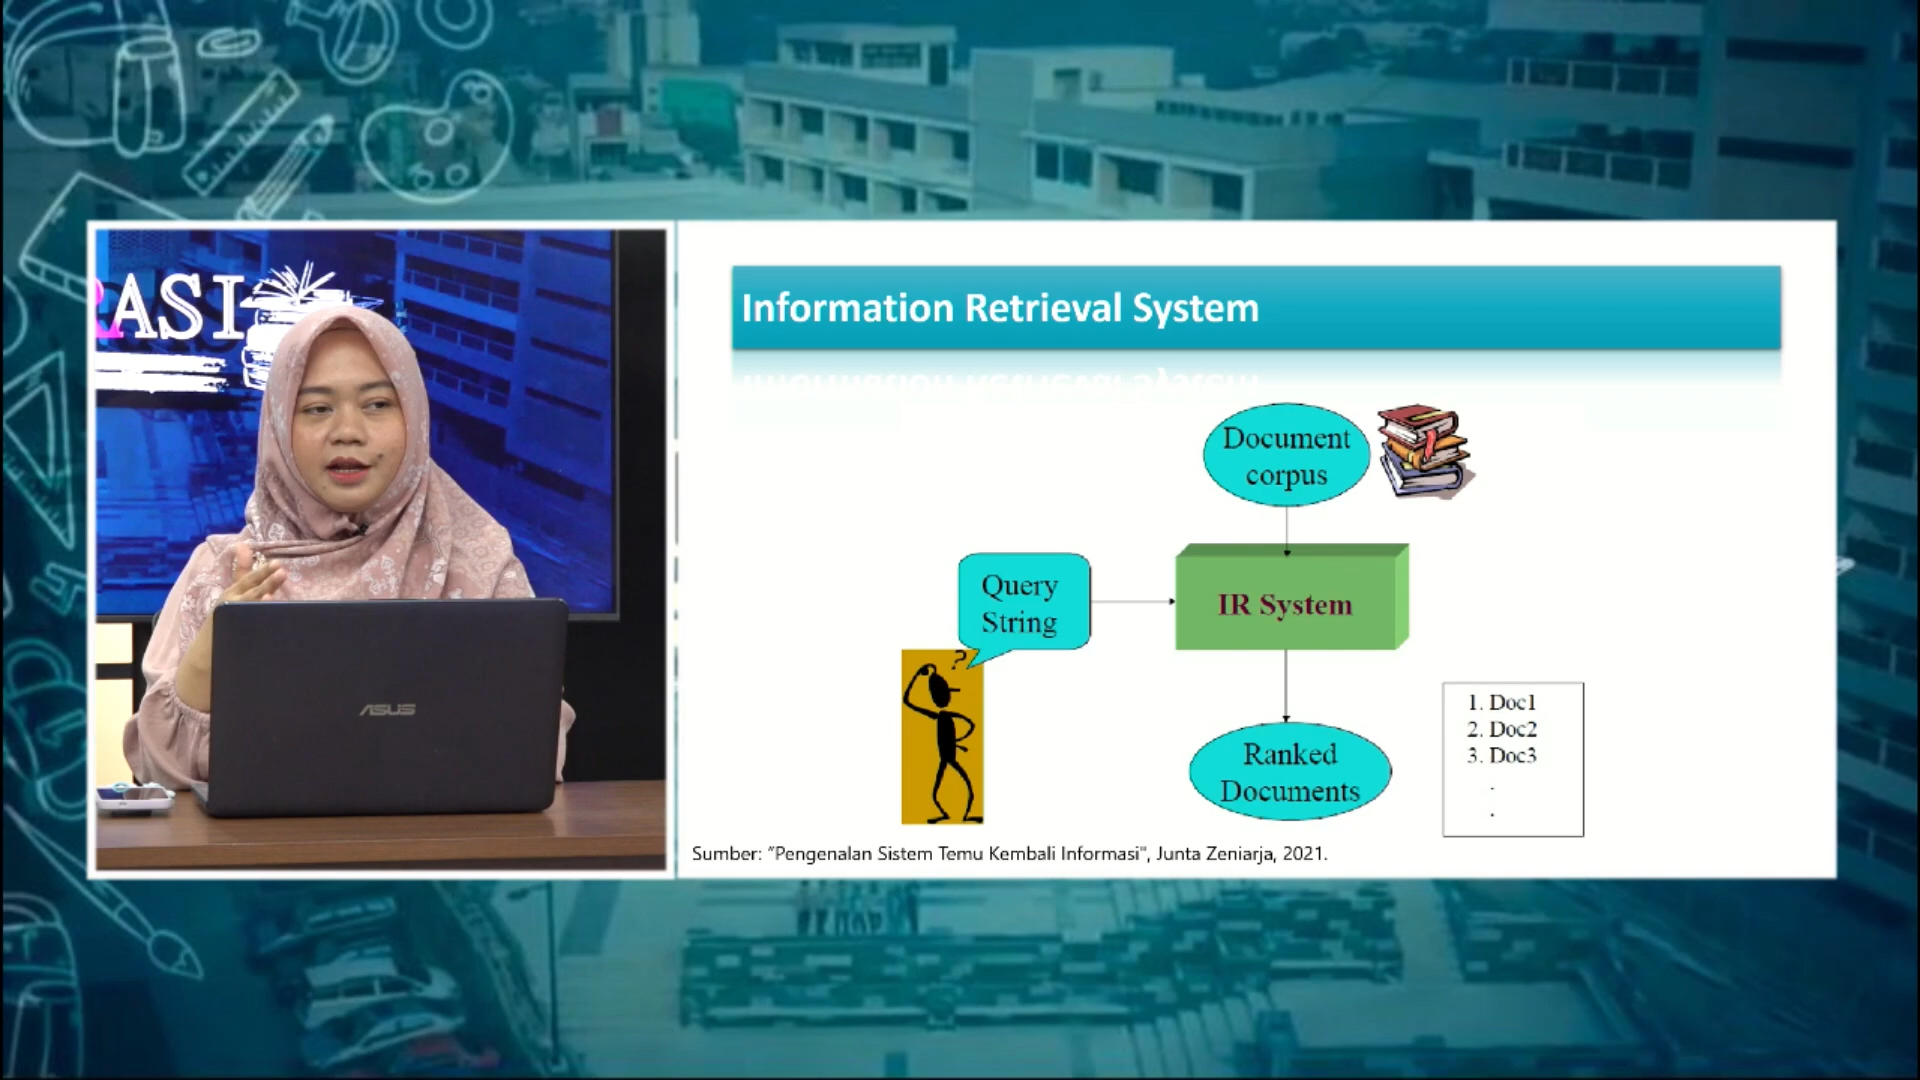 RASI
ASUS
Information Retrieval System
Document
corpus
Query
String
IR System
?
Ranked
Documents
1. Doc1
2. Doc2
3. Doc3
.
.
Sumber: "Pengenalan Sistem Temu Kembali Informasi", Junta Zeniarja, 2021.